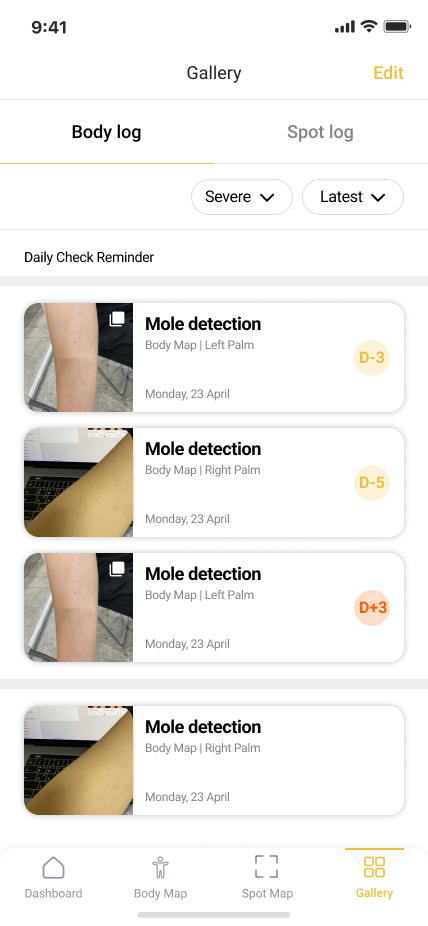 9:41
Gallery
Edit
Body log
Spot log
Severe
Latest
Daily Check Reminder
Mole detection
Body Map | Left Palm
D-3
Monday, 23 April
Mole detection
Body Map | Right Palm
D-5
Monday, 23 April
Mole detection
Body Map | Left Palm
D+3
Monday, 23 April
Mole detection
Body Map | Right Palm
Monday, 23 April
Dashboard
Body Map
Spot Map
Gallery